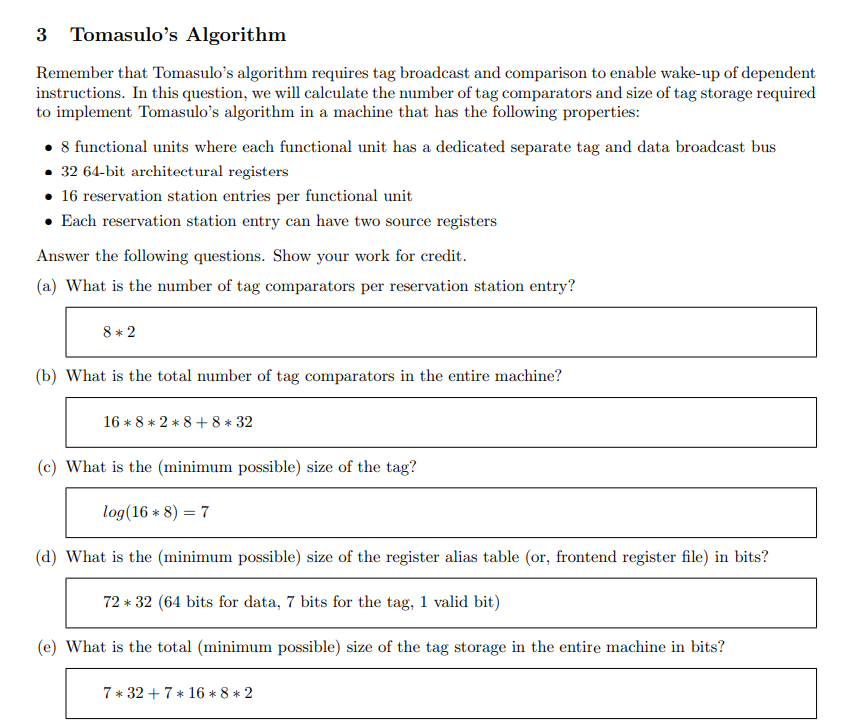 3 Tomasulo's Algorithm
Remember that Tomasulo's algorithm requires tag broadcast and comparison to enable wake-up of dependent
instructions. In this question, we will calculate the number of tag comparators and size of tag storage required
to implement Tomasulo's algorithm in a machine that has the following properties:
• 8 functional units where each functional unit has a dedicated separate tag and data broadcast bus
• 32 64-bit architectural registers
• 16 reservation station entries per functional unit
• Each reservation station entry can have two source registers
Answer the following questions. Show your work for credit.
(a) What is the number of tag comparators per reservation station entry?
8 ∗ 2
(b) What is the total number of tag comparators in the entire machine?
16 ∗ 8 ∗ 2 ∗ 8 + 8 ∗ 32
(c) What is the (minimum possible) size of the tag?
log(16 ∗ 8) = 7
(d) What is the (minimum possible) size of the register alias table (or, frontend register file) in bits?
72 ∗ 32 (64 bits for data, 7 bits for the tag, 1 valid bit)
(e) What is the total (minimum possible) size of the tag storage in the entire machine in bits?
7 ∗ 32 + 7 ∗ 16 ∗ 8 ∗ 2